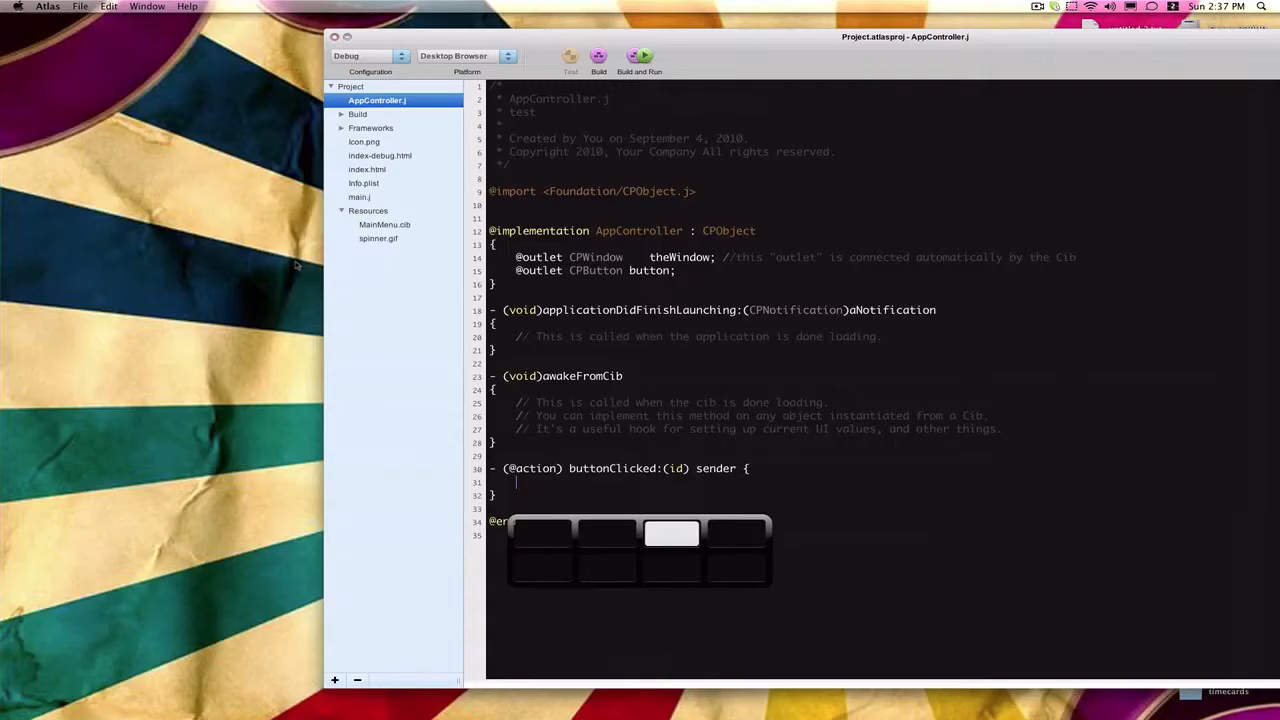 Atlas File Edit Window Help
2 Sun 2:37 PM
Project.atlasproj - AppController.j
Debug Desktop Browser
Configuration Platform Test Build Build and Run
Project
AppController.j
Build
Frameworks
Icon.png
index-debug.html
index.html
Info.plist
main.j
Resources
MainMenu.cib
spinner.gif
1 /*
2 * AppController.j
3 * test
4 *
5 * Created by You on September 4, 2010.
6 * Copyright 2010, Your Company All rights reserved.
7 */
8
9 @import <Foundation/CPObject.j>
10
11
12 @implementation AppController : CPObject
13 {
14 @outlet CPWindow theWindow; //this "outlet" is connected automatically by the Cib
15 @outlet CPButton button;
16 }
17
18 - (void)applicationDidFinishLaunching:(CPNotification)aNotification
19 {
20 // This is called when the application is done loading.
21 }
22
23 - (void)awakeFromCib
24 {
25 // This is called when the cib is done loading.
26 // You can implement this method on any object instantiated from a Cib.
27 // It's a useful hook for setting up current UI values, and other things.
28 }
29
30 - (@action) buttonClicked:(id) sender {
31
32 }
33
34
35
+ −
timecards